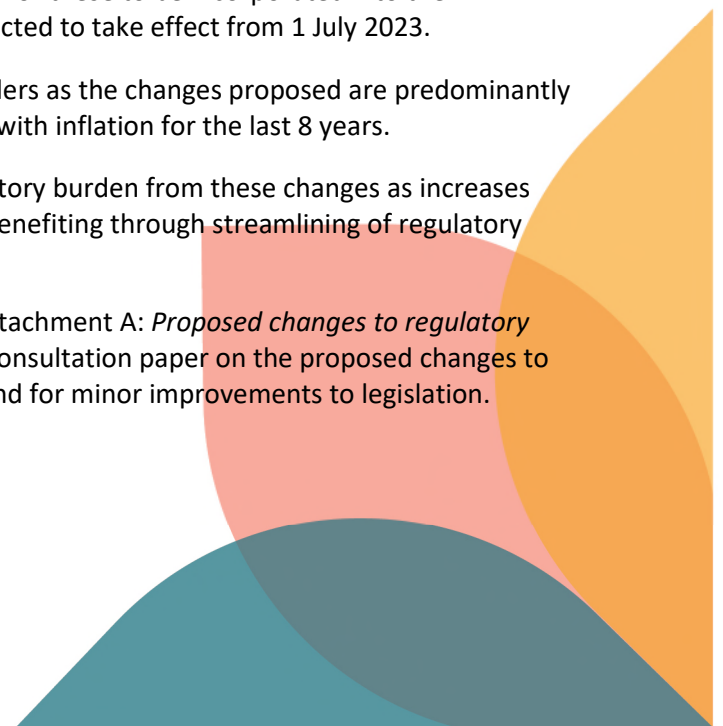 cted to take effect from 1 July 2023.
lers as the changes proposed are predominantly
with inflation for the last 8 years.
tory burden from these changes as increases
enefiting through streamlining of regulatory
tachment A: Proposed changes to regulatory
onsultation paper on the proposed changes to
nd for minor improvements to legislation.